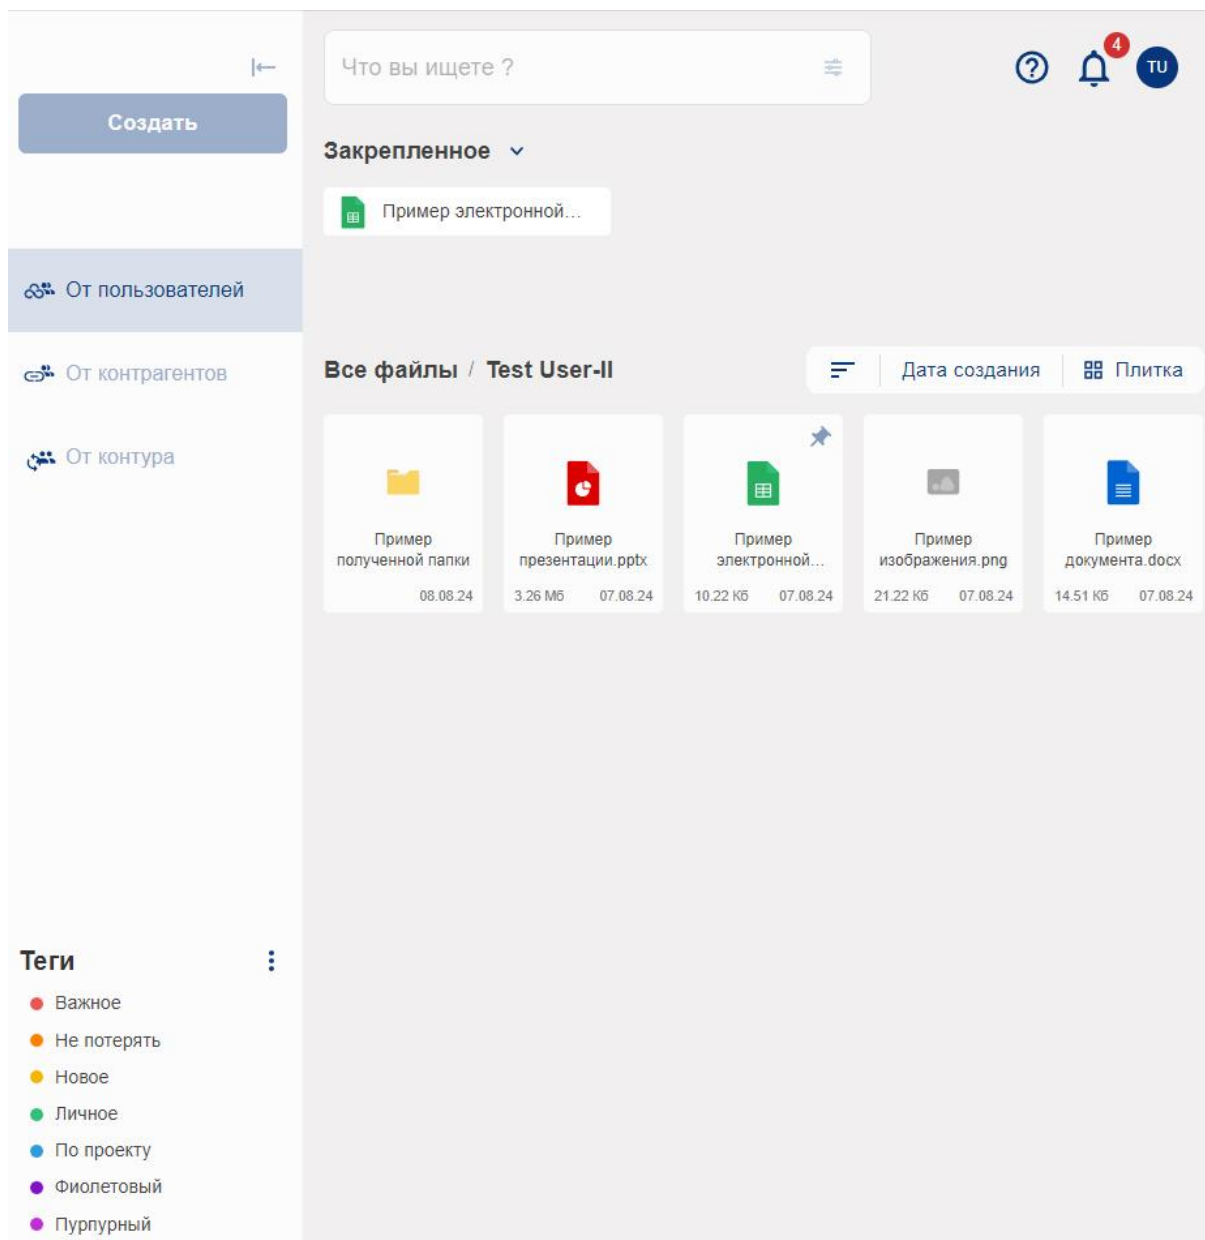 Что вы ищете ?
4
TU
Создать
Закрепленное
Пример электронной...
От пользователей
От контрагентов
От контура
Все файлы / Test User-II
Дата создания
Плитка
Пример
полученной папки
08.08.24
Пример
презентации.pptx
3.26 Мб 07.08.24
Пример
электронной...
10.22 Кб 07.08.24
Пример
изображения.png
21.22 Кб 07.08.24
Пример
документа.docx
14.51 Кб 07.08.24
Теги
Важное
Не потерять
Новое
Личное
По проекту
Фиолетовый
Пурпурный